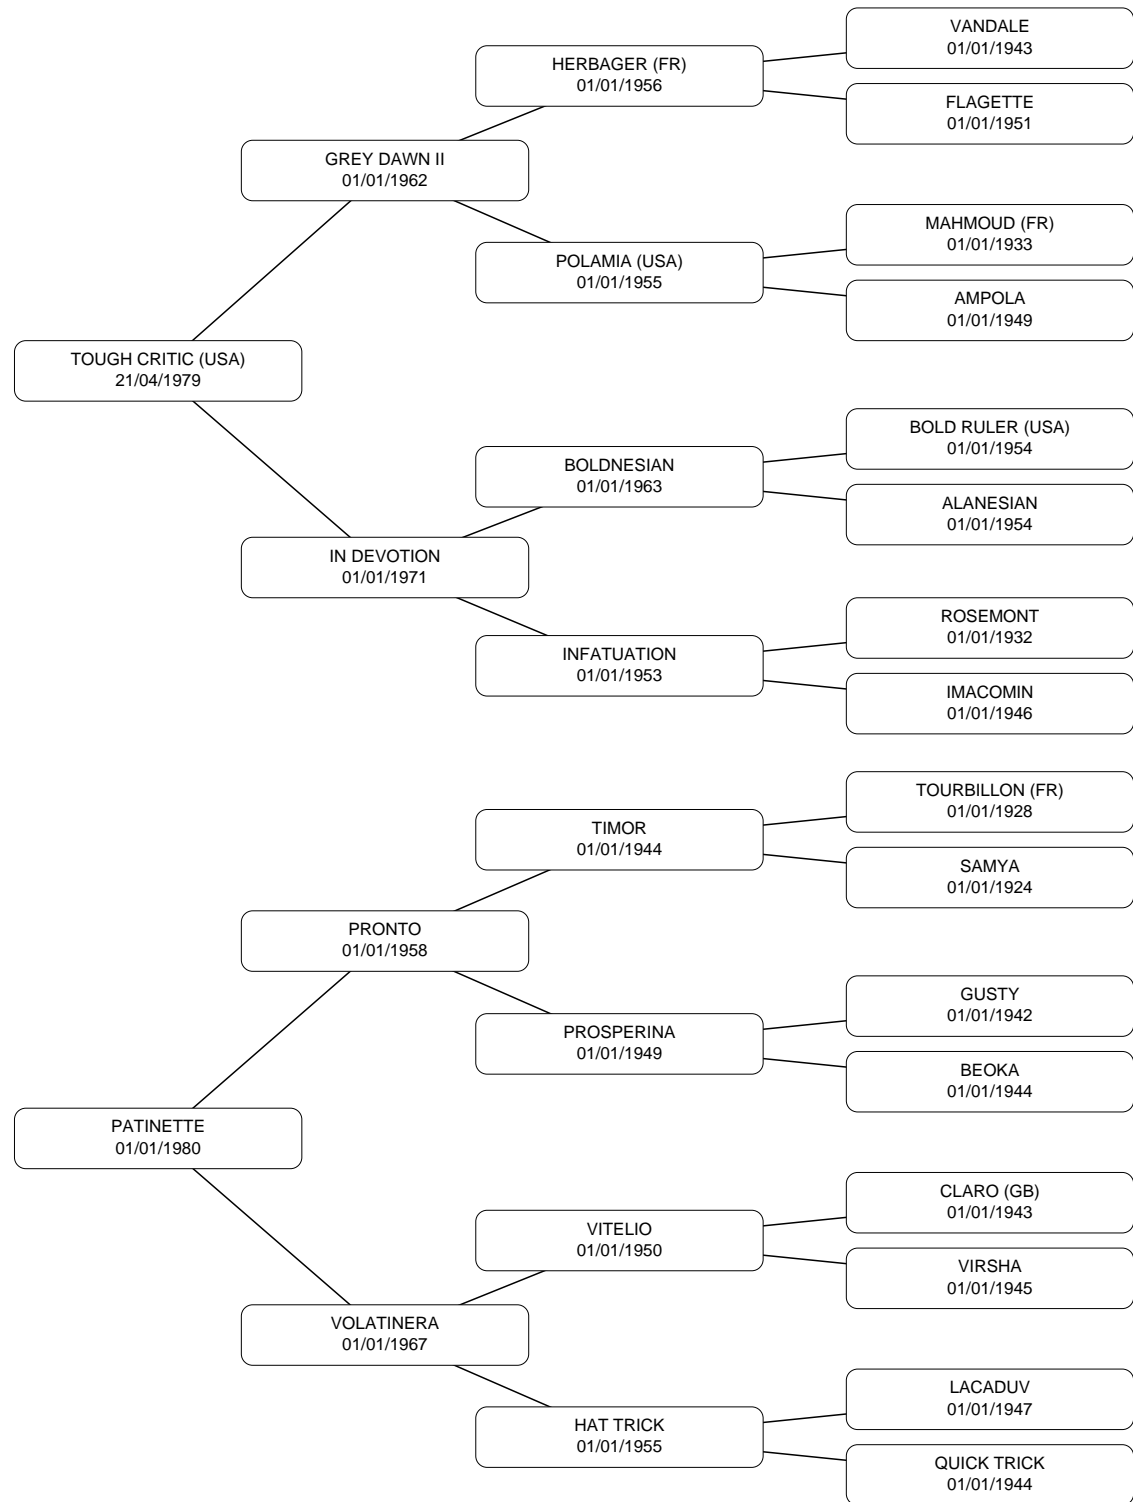 VANDALE
01/01/1943
HERBAGER (FR)
01/01/1956
FLAGETTE
01/01/1951
GREY DAWN II
01/01/1962
MAHMOUD (FR)
01/01/1933
POLAMIA (USA)
01/01/1955
AMPOLA
01/01/1949
TOUGH CRITIC (USA)
21/04/1979
BOLD RULER (USA)
01/01/1954
BOLDNESIAN
01/01/1963
ALANESIAN
01/01/1954
IN DEVOTION
01/01/1971
ROSEMONT
01/01/1932
INFATUATION
01/01/1953
IMACOMIN
01/01/1946
TOURBILLON (FR)
01/01/1928
TIMOR
01/01/1944
SAMYA
01/01/1924
PRONTO
01/01/1958
GUSTY
01/01/1942
PROSPERINA
01/01/1949
BEOKA
01/01/1944
PATINETTE
01/01/1980
CLARO (GB)
01/01/1943
VITELIO
01/01/1950
VIRSHA
01/01/1945
VOLATINERA
01/01/1967
LACADUV
01/01/1947
HAT TRICK
01/01/1955
QUICK TRICK
01/01/1944